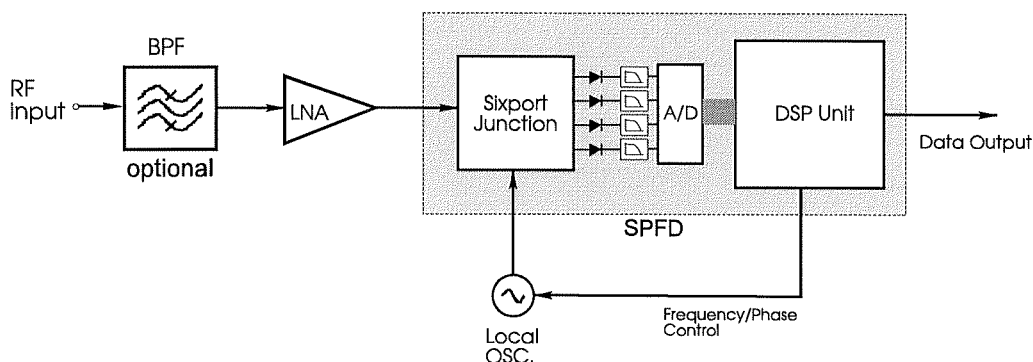 BPF
RF
input
optional
LNA
Sixport
Junction
A/D
DSP Unit
Data Output
SPFD
Frequency/Phase
Control
Local
OSC.